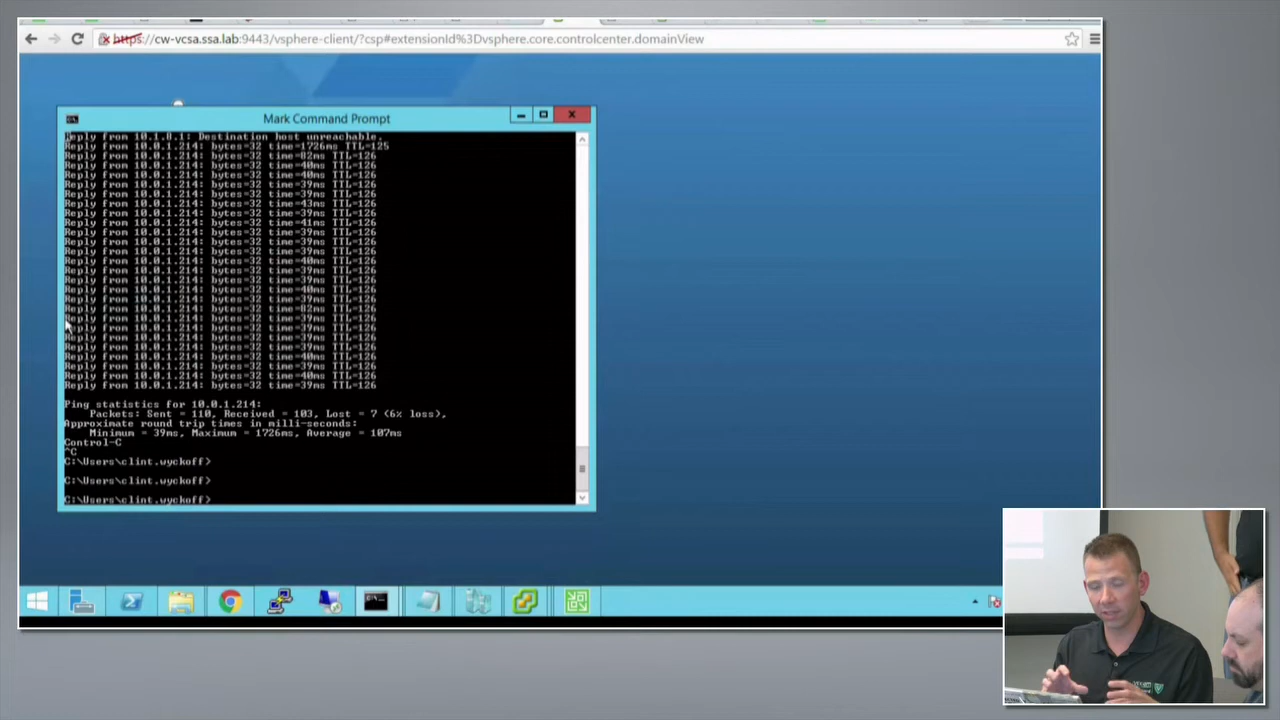 https://cw-vcsa.ssa.lab:9443/vsphere-client/?csp#extensionId%3Dvsphere.core.controlcenter.domainView
Mark Command Prompt
Reply from 10.1.8.1: Destination host unreachable.
Reply from 10.0.1.214: bytes=32 time=1726ms TTL=125
Reply from 10.0.1.214: bytes=32 time=82ms TTL=126
Reply from 10.0.1.214: bytes=32 time=40ms TTL=126
Reply from 10.0.1.214: bytes=32 time=40ms TTL=126
Reply from 10.0.1.214: bytes=32 time=39ms TTL=126
Reply from 10.0.1.214: bytes=32 time=39ms TTL=126
Reply from 10.0.1.214: bytes=32 time=43ms TTL=126
Reply from 10.0.1.214: bytes=32 time=39ms TTL=126
Reply from 10.0.1.214: bytes=32 time=41ms TTL=126
Reply from 10.0.1.214: bytes=32 time=39ms TTL=126
Reply from 10.0.1.214: bytes=32 time=39ms TTL=126
Reply from 10.0.1.214: bytes=32 time=39ms TTL=126
Reply from 10.0.1.214: bytes=32 time=40ms TTL=126
Reply from 10.0.1.214: bytes=32 time=39ms TTL=126
Reply from 10.0.1.214: bytes=32 time=39ms TTL=126
Reply from 10.0.1.214: bytes=32 time=40ms TTL=126
Reply from 10.0.1.214: bytes=32 time=39ms TTL=126
Reply from 10.0.1.214: bytes=32 time=82ms TTL=126
Reply from 10.0.1.214: bytes=32 time=39ms TTL=126
Reply from 10.0.1.214: bytes=32 time=39ms TTL=126
Reply from 10.0.1.214: bytes=32 time=39ms TTL=126
Reply from 10.0.1.214: bytes=32 time=39ms TTL=126
Reply from 10.0.1.214: bytes=32 time=40ms TTL=126
Reply from 10.0.1.214: bytes=32 time=39ms TTL=126
Reply from 10.0.1.214: bytes=32 time=40ms TTL=126
Reply from 10.0.1.214: bytes=32 time=39ms TTL=126
Ping statistics for 10.0.1.214:
Packets: Sent = 110, Received = 103, Lost = 7 (6% loss),
Approximate round trip times in milli-seconds:
Minimum = 39ms, Maximum = 1726ms, Average = 107ms
Control-C
^C
C:\Users\clint.wyckoff>
C:\Users\clint.wyckoff>
C:\Users\clint.wyckoff>